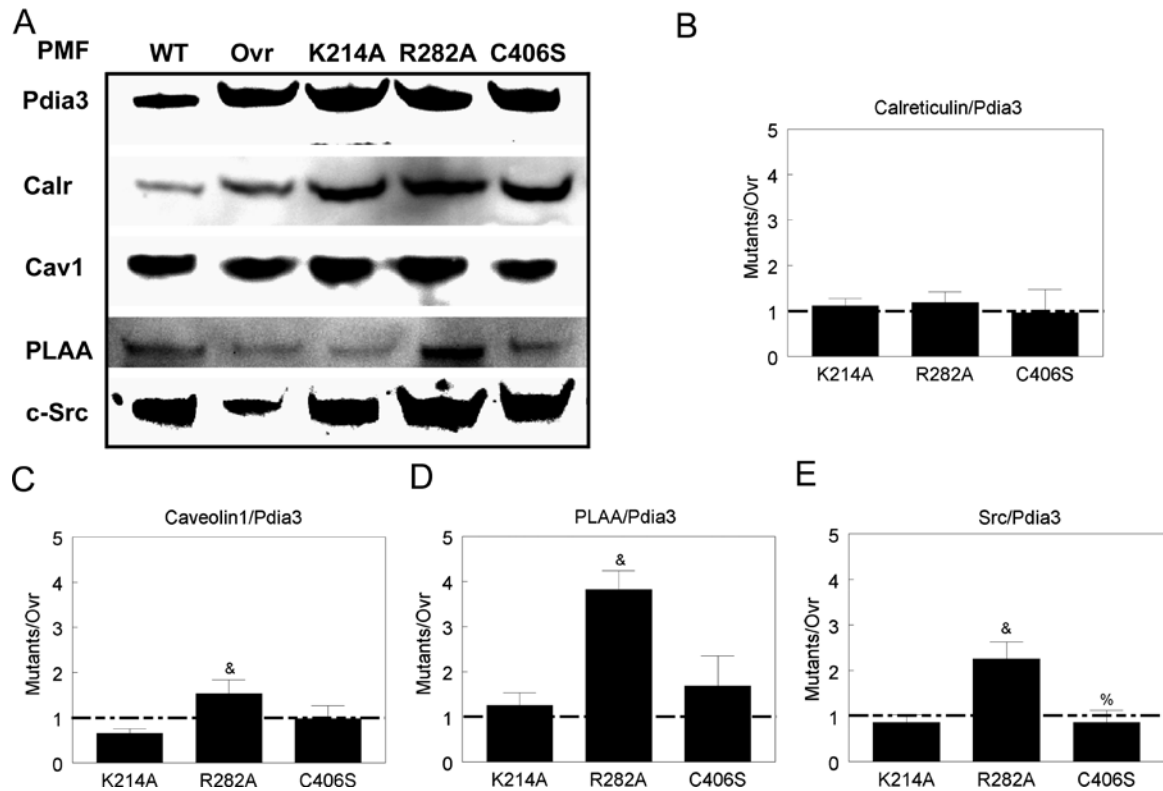 A
PMF WT Ovr K214A R282A C406S
Pdia3
Calr
Cav1
PLAA
c-Src
B
Calreticulin/Pdia3
Mutants/Ovr
5
4
3
2
1
0
K214A R282A C406S
C
Caveolin1/Pdia3
Mutants/Ovr
5
4
3
2
1
0
&
K214A R282A C406S
D
PLAA/Pdia3
Mutants/Ovr
5
4
3
2
1
0
&
K214A R282A C406S
E
Src/Pdia3
Mutants/Ovr
5
4
3
2
1
0
&
%
K214A R282A C406S